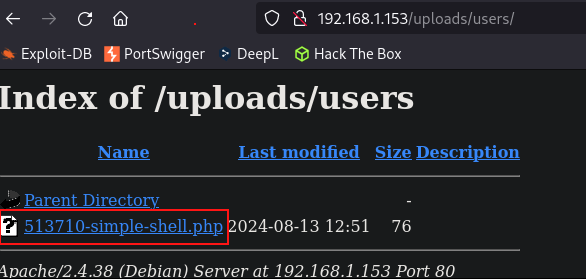 192.168.1.153/uploads/users/
Exploit-DB PortSwigger DeepL Hack The Box
Index of /uploads/users
Name Last modified Size Description
Parent Directory -
513710-simple-shell.php 2024-08-13 12:51 76
Apache/2.4.38 (Debian) Server at 192.168.1.153 Port 80